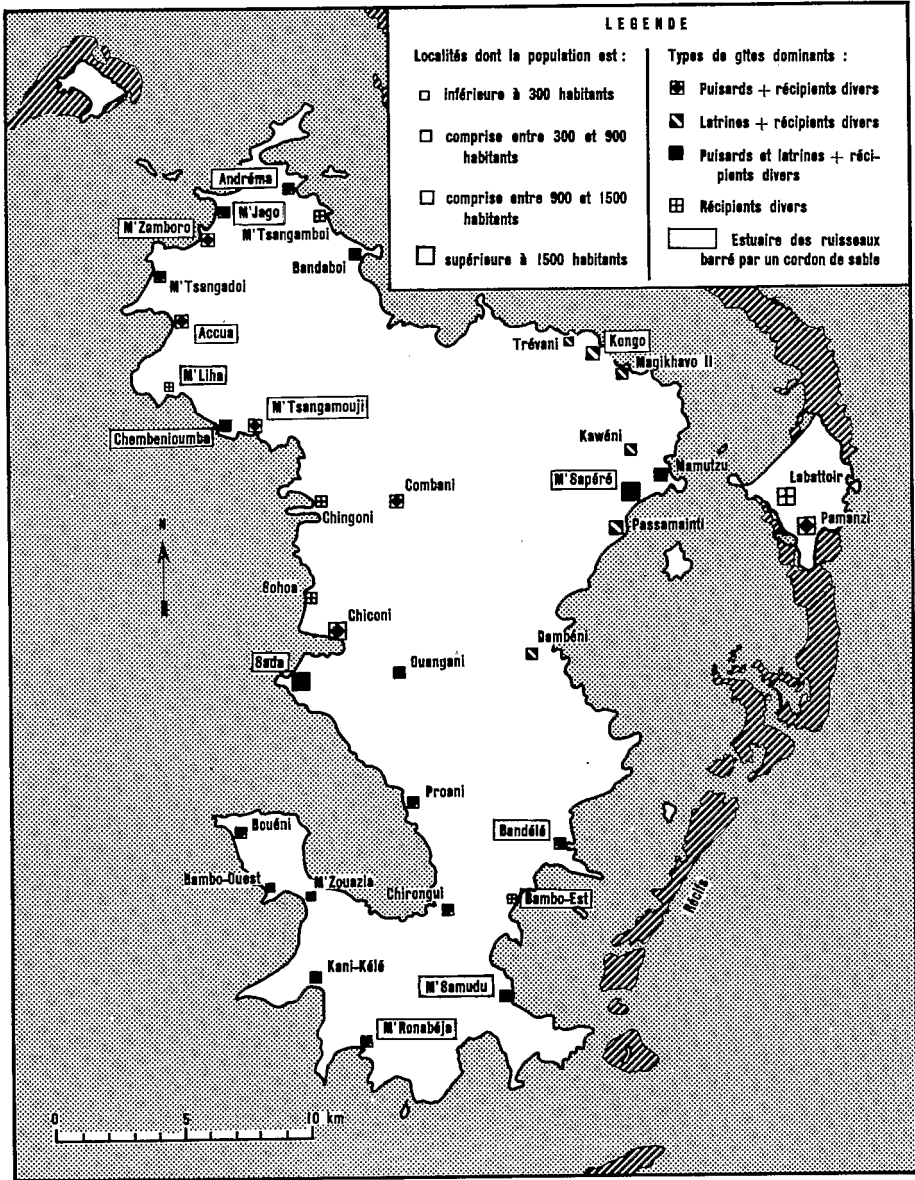 LEGENDE
Localités dont la population est :
inférieure à 300 habitants
comprise entre 300 et 900
habitants
comprise entre 900 et 1500
habitants
supérieure à 1500 habitants
Types de gîtes dominants :
Puisards + récipients divers
Latrines + récipients divers
Puisards et latrines + réci-
pients divers
Récipients divers
Estuaire des ruisseaux
barré par un cordon de sable
Andréma
M'Jago
M'Tsangamboi
M'Zamboro
Bandaboi
M'Tsangadoi
Accua
Trévani
Kongo
Magikhavo II
M'Liha
M'Tsangamouji
Chembenioumba
Kawéni
Mamutzu
M'Sapéré
Labattoir
Combani
Chingoni
Pamanzi
Passamainti
N
Sohoa
Chiconi
Dambéni
Sada
Ouangani
Proani
Bouéni
Bandélé
Bambo-Ouest
M'Zouazia
Chirongui
Bambo-Est
Récifs
Kani-Kélé
M'Samudu
M'Ronabéja
0 5 10 km